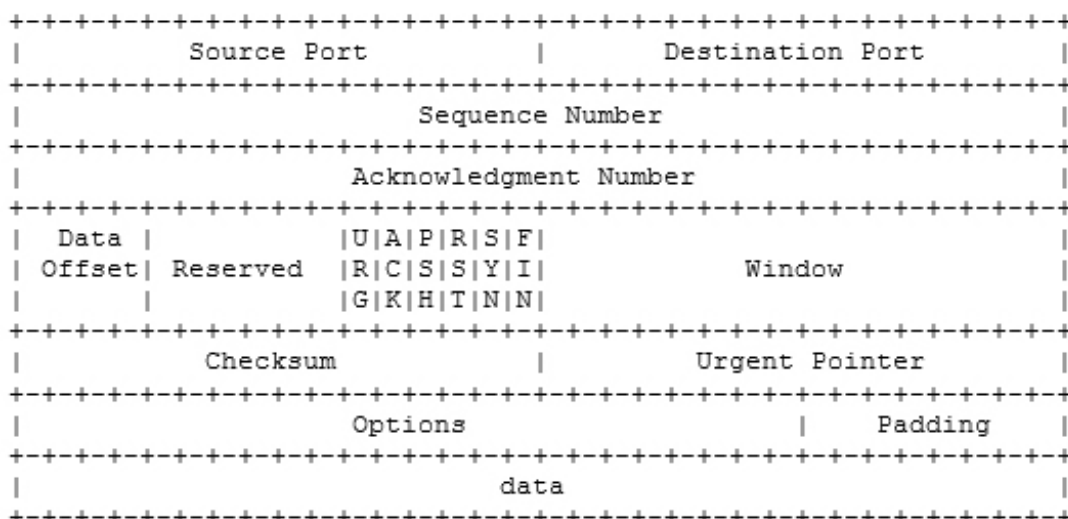 +-+-+-+-+-+-+-+-+-+-+-+-+-+-+-+-+-+-+-+-+-+-+-+-+-+-+-+-+-+-+-+-+
|          Source Port          |       Destination Port        |
+-+-+-+-+-+-+-+-+-+-+-+-+-+-+-+-+-+-+-+-+-+-+-+-+-+-+-+-+-+-+-+-+
|                        Sequence Number                        |
+-+-+-+-+-+-+-+-+-+-+-+-+-+-+-+-+-+-+-+-+-+-+-+-+-+-+-+-+-+-+-+-+
|                    Acknowledgment Number                      |
+-+-+-+-+-+-+-+-+-+-+-+-+-+-+-+-+-+-+-+-+-+-+-+-+-+-+-+-+-+-+-+-+
|  Data |           |U|A|P|R|S|F|                               |
| Offset| Reserved  |R|C|S|S|Y|I|            Window             |
|       |           |G|K|H|T|N|N|                               |
+-+-+-+-+-+-+-+-+-+-+-+-+-+-+-+-+-+-+-+-+-+-+-+-+-+-+-+-+-+-+-+-+
|           Checksum            |         Urgent Pointer        |
+-+-+-+-+-+-+-+-+-+-+-+-+-+-+-+-+-+-+-+-+-+-+-+-+-+-+-+-+-+-+-+-+
|                    Options                    |    Padding    |
+-+-+-+-+-+-+-+-+-+-+-+-+-+-+-+-+-+-+-+-+-+-+-+-+-+-+-+-+-+-+-+-+
|                             data                              |
+-+-+-+-+-+-+-+-+-+-+-+-+-+-+-+-+-+-+-+-+-+-+-+-+-+-+-+-+-+-+-+-+